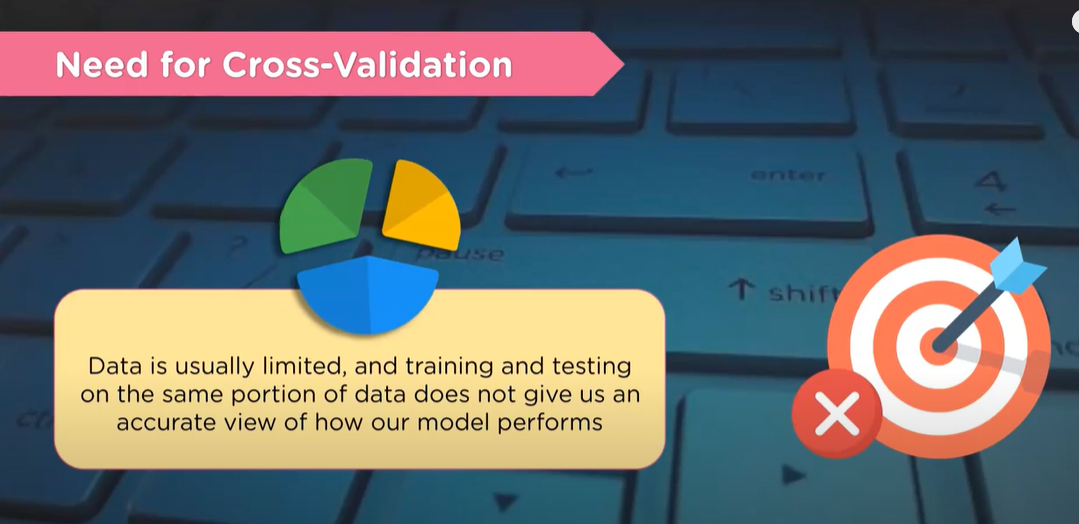 Need for Cross-Validation
enter
pause
↑ shift
Data is usually limited, and training and testing
on the same portion of data does not give us an
accurate view of how our model performs